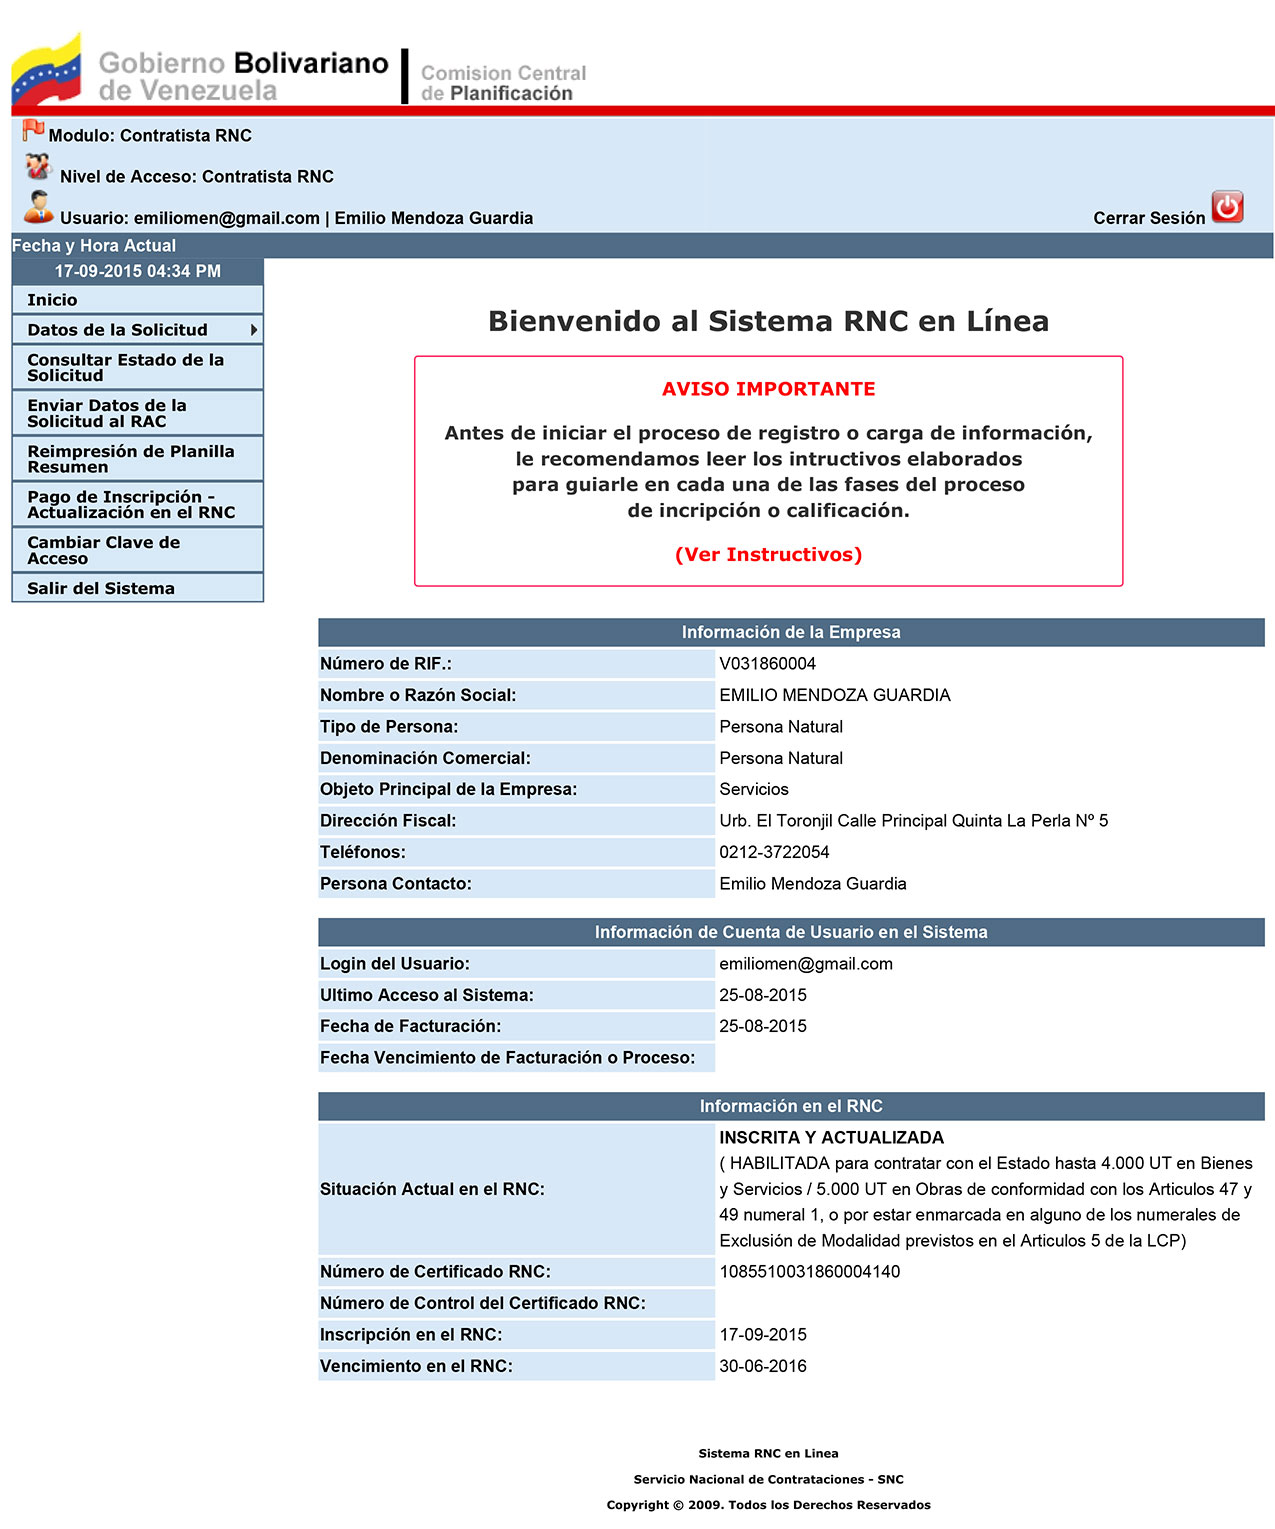 Gobierno Bolivariano
de Venezuela
Comision Central
de Planificación
Modulo: Contratista RNC
Nivel de Acceso: Contratista RNC
Usuario: emiliomen@gmail.com | Emilio Mendoza Guardia
Cerrar Sesión
Fecha y Hora Actual
17-09-2015 04:34 PM
Inicio
Datos de la Solicitud
Consultar Estado de la
Solicitud
Enviar Datos de la
Solicitud al RAC
Reimpresión de Planilla
Resumen
Pago de Inscripción -
Actualización en el RNC
Cambiar Clave de
Acceso
Salir del Sistema
Bienvenido al Sistema RNC en Línea
AVISO IMPORTANTE
Antes de iniciar el proceso de registro o carga de información,
le recomendamos leer los intructivos elaborados
para guiarle en cada una de las fases del proceso
de incripción o calificación.
(Ver Instructivos)
Información de la Empresa
Número de RIF.: V031860004
Nombre o Razón Social: EMILIO MENDOZA GUARDIA
Tipo de Persona: Persona Natural
Denominación Comercial: Persona Natural
Objeto Principal de la Empresa: Servicios
Dirección Fiscal: Urb. El Toronjil Calle Principal Quinta La Perla Nº 5
Teléfonos: 0212-3722054
Persona Contacto: Emilio Mendoza Guardia
Información de Cuenta de Usuario en el Sistema
Login del Usuario: emiliomen@gmail.com
Ultimo Acceso al Sistema: 25-08-2015
Fecha de Facturación: 25-08-2015
Fecha Vencimiento de Facturación o Proceso:
Información en el RNC
Situación Actual en el RNC:
INSCRITA Y ACTUALIZADA
( HABILITADA para contratar con el Estado hasta 4.000 UT en Bienes
y Servicios / 5.000 UT en Obras de conformidad con los Articulos 47 y
49 numeral 1, o por estar enmarcada en alguno de los numerales de
Exclusión de Modalidad previstos en el Articulos 5 de la LCP)
Número de Certificado RNC: 1085510031860004140
Número de Control del Certificado RNC:
Inscripción en el RNC: 17-09-2015
Vencimiento en el RNC: 30-06-2016
Sistema RNC en Linea
Servicio Nacional de Contrataciones - SNC
Copyright © 2009. Todos los Derechos Reservados